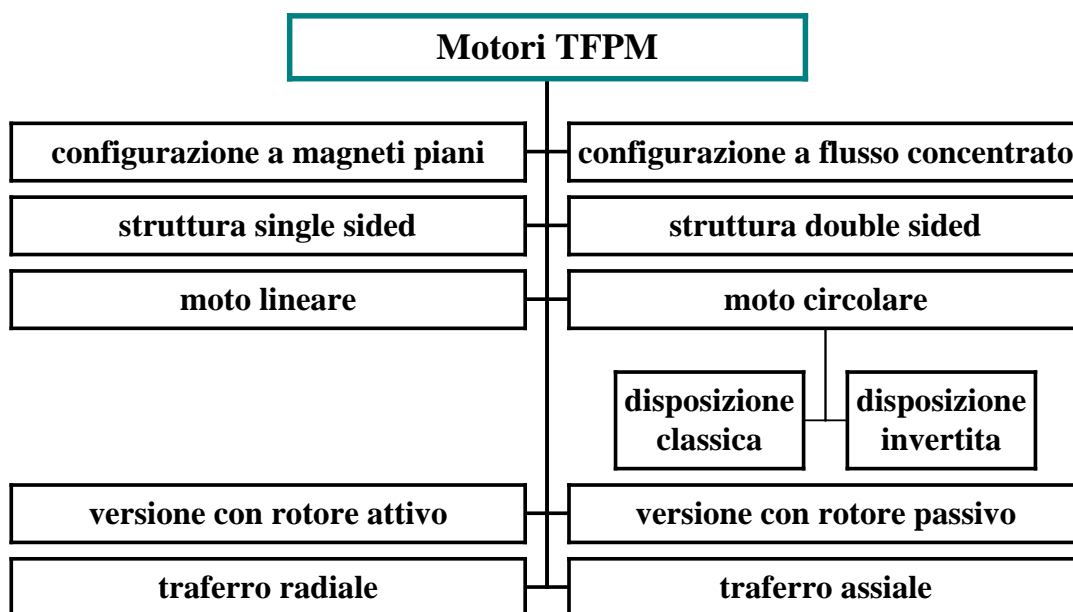 Motori TFPM
configurazione a magneti piani
configurazione a flusso concentrato
struttura single sided
struttura double sided
moto lineare
moto circolare
disposizione
classica
disposizione
invertita
versione con rotore attivo
versione con rotore passivo
traferro radiale
traferro assiale